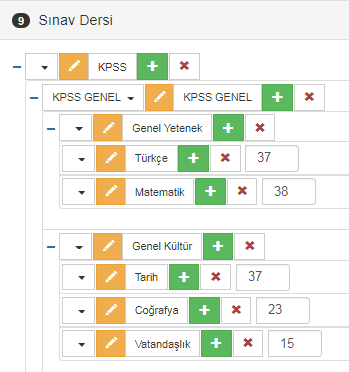 9 Sınav Dersi
KPSS
KPSS GENEL KPSS GENEL
Genel Yetenek
Türkçe 37
Matematik 38
Genel Kültür
Tarih 37
Coğrafya 23
Vatandaşlık 15